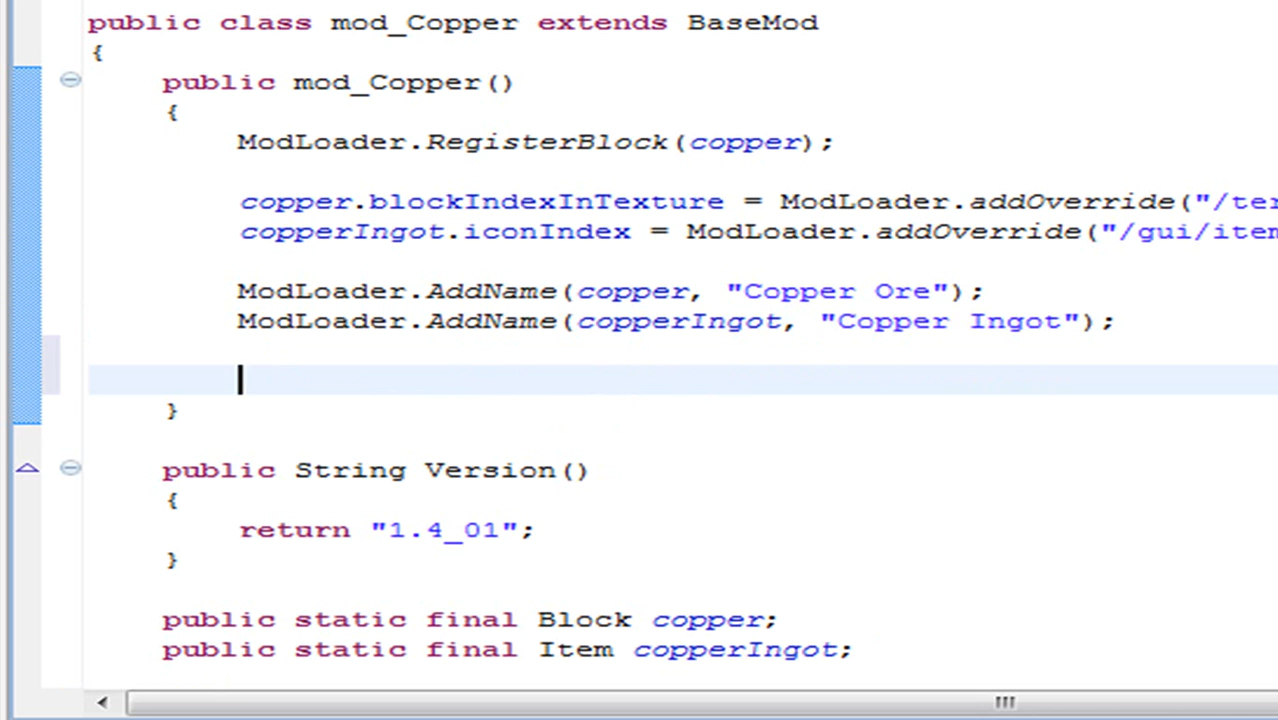 public class mod_Copper extends BaseMod
{
public mod_Copper()
{
ModLoader.RegisterBlock(copper);
copper.blockIndexInTexture = ModLoader.addOverride("/ter
copperIngot.iconIndex = ModLoader.addOverride("/gui/item
ModLoader.AddName(copper, "Copper Ore");
ModLoader.AddName(copperIngot, "Copper Ingot");
}
public String Version()
{
return "1.4_01";
}
public static final Block copper;
public static final Item copperIngot;